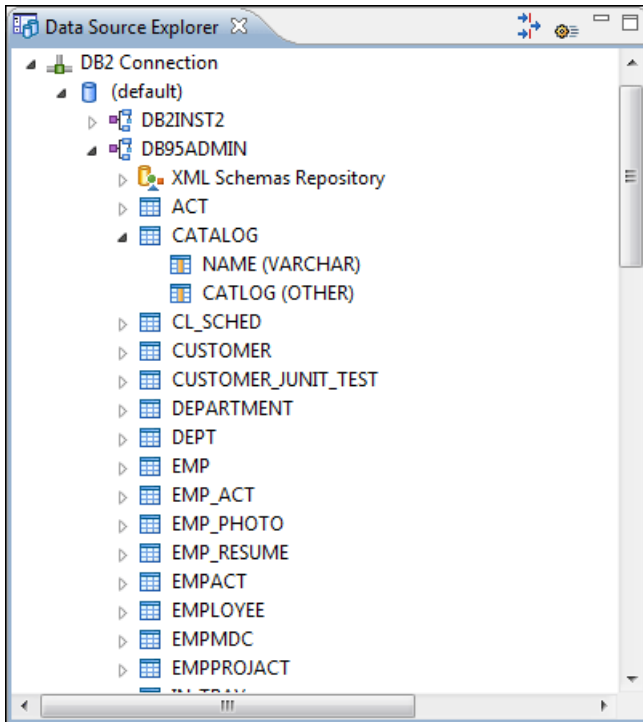 Data Source Explorer
DB2 Connection
(default)
DB2INST2
DB95ADMIN
XML Schemas Repository
ACT
CATALOG
NAME (VARCHAR)
CATLOG (OTHER)
CL_SCHED
CUSTOMER
CUSTOMER_JUNIT_TEST
DEPARTMENT
DEPT
EMP
EMP_ACT
EMP_PHOTO
EMP_RESUME
EMPACT
EMPLOYEE
EMPMDC
EMPPROJACT